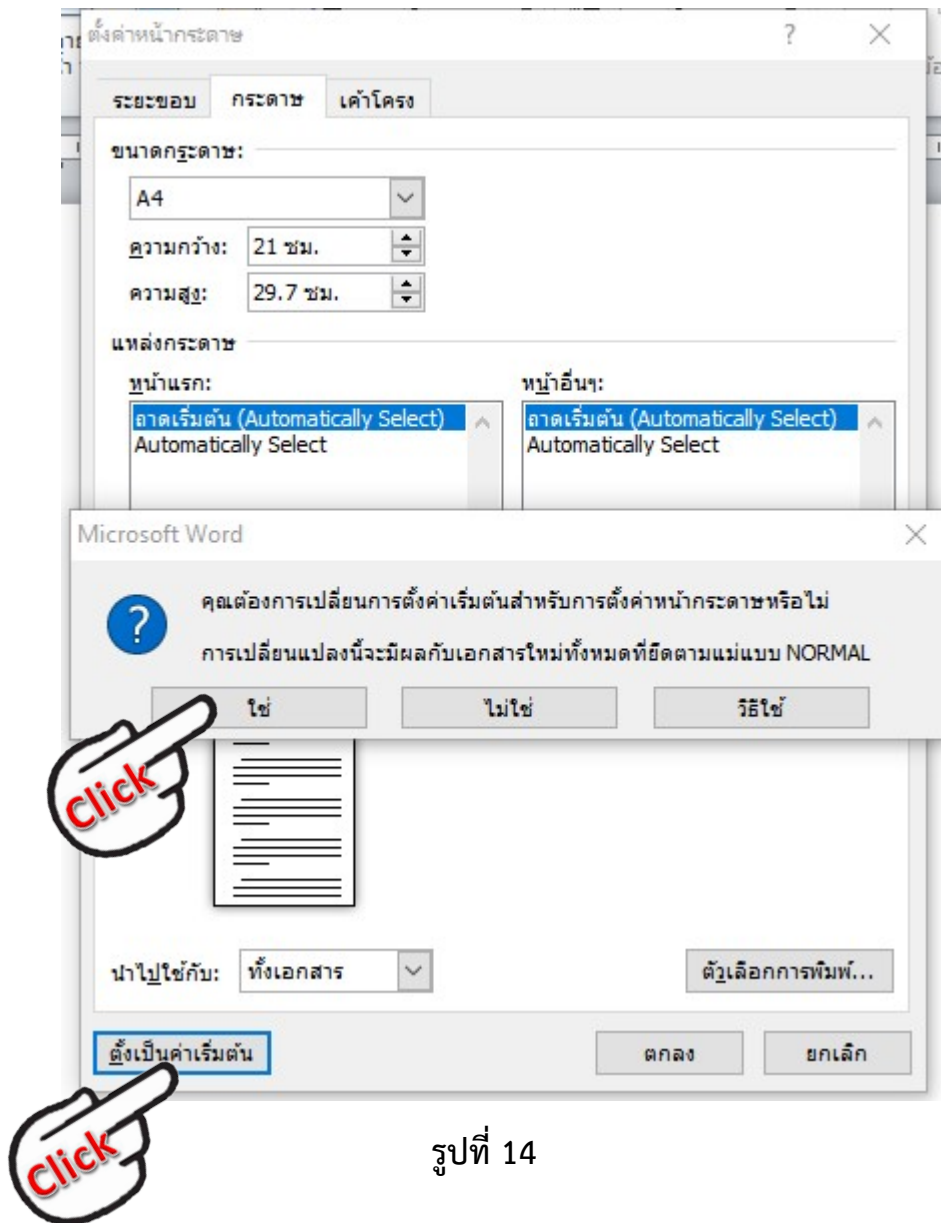 ตั้งค่าหน้ากระดาษ
ระยะขอบ กระดาษ เค้าโครง
ขนาดกระดาษ:
A4
ความกว้าง: 21 ซม.
ความสูง: 29.7 ซม.
แหล่งกระดาษ
หน้าแรก: หน้าอื่นๆ:
ถาดเริ่มต้น (Automatically Select) ถาดเริ่มต้น (Automatically Select)
Automatically Select Automatically Select
Microsoft Word
คุณต้องการเปลี่ยนการตั้งค่าเริ่มต้นสำหรับการตั้งค่าหน้ากระดาษหรือไม่
การเปลี่ยนแปลงนี้จะมีผลกับเอกสารใหม่ทั้งหมดที่ยึดตามแม่แบบ NORMAL
ใช่ ไม่ใช่ วิธีใช้
Click
นำไปใช้กับ: ทั้งเอกสาร ตัวเลือกการพิมพ์...
ตั้งเป็นค่าเริ่มต้น ตกลง ยกเลิก
Click
รูปที่ 14